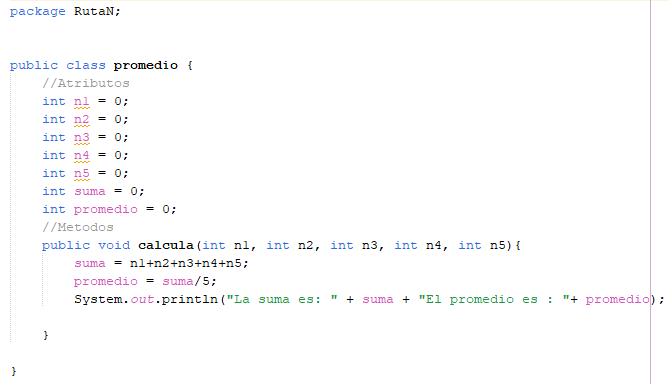 package RutaN;
public class promedio {
//Atributos
int n1 = 0;
int n2 = 0;
int n3 = 0;
int n4 = 0;
int n5 = 0;
int suma = 0;
int promedio = 0;
//Metodos
public void calcula(int n1, int n2, int n3, int n4, int n5){
suma = n1+n2+n3+n4+n5;
promedio = suma/5;
System.out.println("La suma es: " + suma + "El promedio es : "+ promedio);
}
}